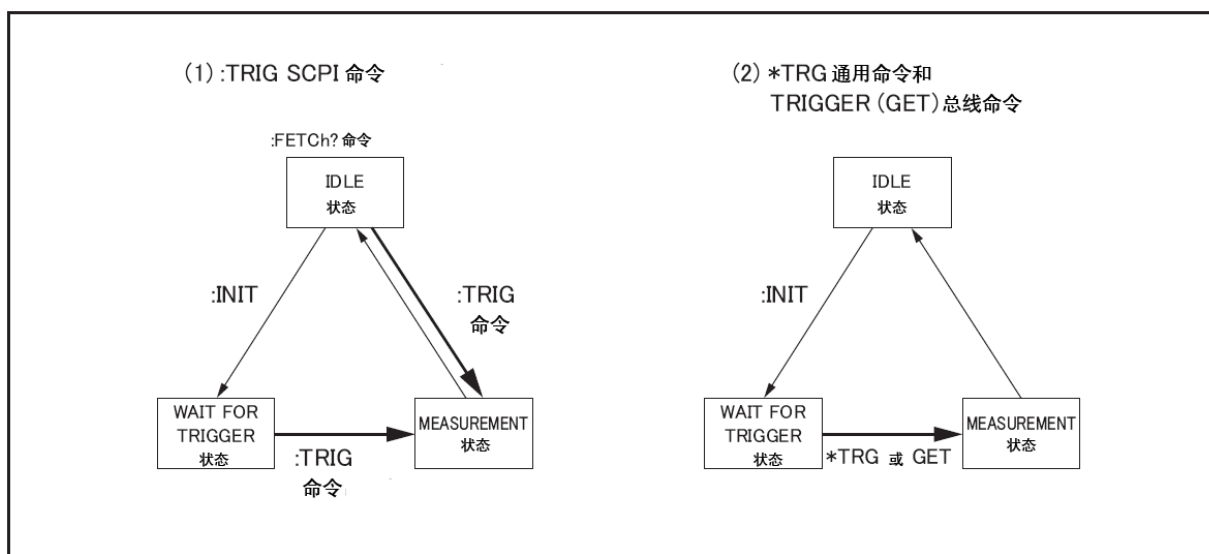 (1) :TRIG SCPI 命令
:FETCh? 命令
IDLE
状态
:INIT
:TRIG
命令
WAIT FOR
TRIGGER
状态
:TRIG
命令
MEASUREMENT
状态
(2) *TRG 通用命令和
TRIGGER (GET) 总线命令
IDLE
状态
:INIT
WAIT FOR
TRIGGER
状态
*TRG 或 GET
MEASUREMENT
状态